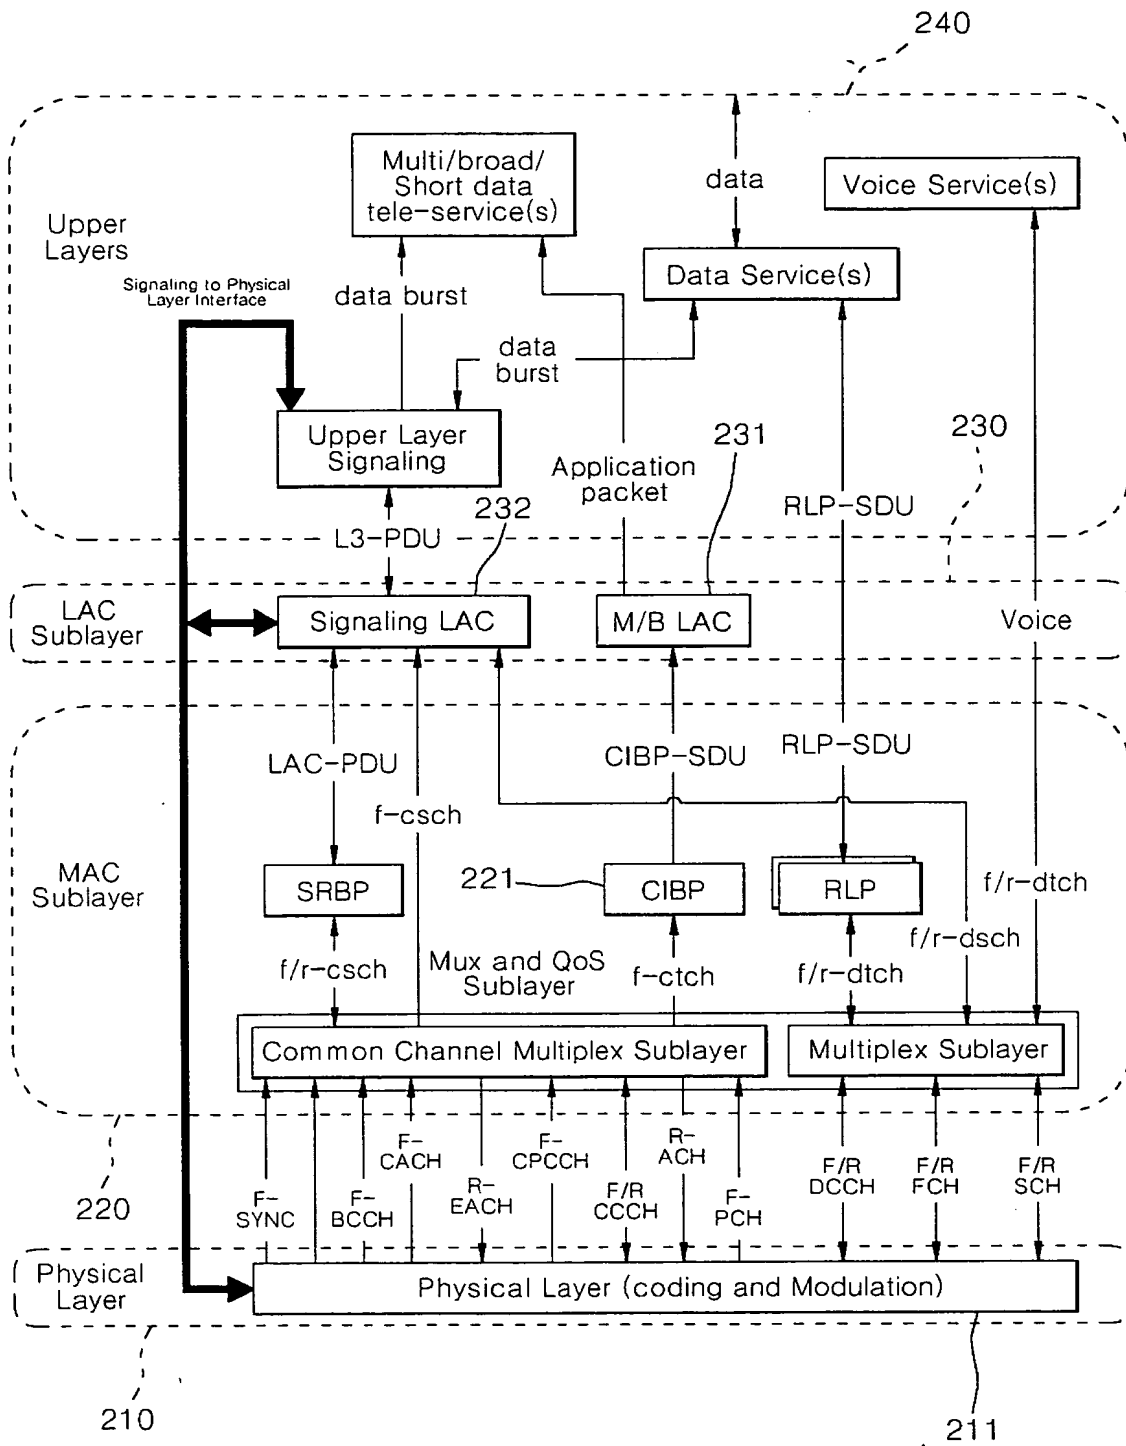 240
Multi/broad/
Short data
tele-service(s)
data
Voice Service(s)
Upper
Layers
Data Service(s)
Signaling to Physical
Layer Interface
data burst
data
burst
Upper Layer
Signaling
231
230
Application
packet
232
RLP-SDU
L3-PDU
LAC
Sublayer
Signaling LAC
M/B LAC
Voice
LAC-PDU
CIBP-SDU
RLP-SDU
f-csch
MAC
Sublayer
SRBP
221
CIBP
RLP
f/r-dtch
f/r-dsch
f/r-csch
Mux and QoS
Sublayer
f-ctch
f/r-dtch
Common Channel Multiplex Sublayer
Multiplex Sublayer
220
F-
SYNC
F-
BCCH
F-
CACH
R-
EACH
F-
CPCCH
F/R
CCCH
R-
ACH
F-
PCH
F/R
DCCH
F/R
FCH
F/R
SCH
Physical
Layer
Physical Layer (coding and Modulation)
210
211